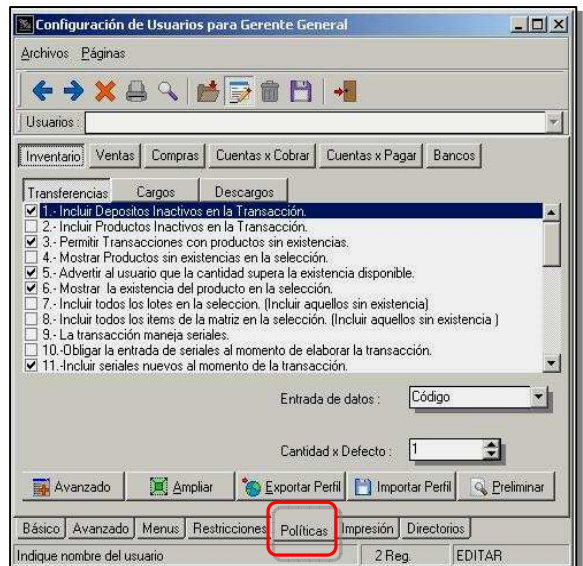 Configuración de Usuarios para Gerente General
Archivos Páginas
Usuarios :
Inventario Ventas Compras Cuentas x Cobrar Cuentas x Pagar Bancos
Transferencias Cargos Descargos
1.- Incluir Depositos Inactivos en la Transacción.
2.- Incluir Productos Inactivos en la Transacción.
3.- Permitir Transacciones con productos sin existencias.
4.- Mostrar Productos sin existencias en la selección.
5.- Advertir al usuario que la cantidad supera la existencia disponible.
6.- Mostrar la existencia del producto en la selección.
7.- Incluir todos los lotes en la seleccion. (Incluir aquellos sin existencia)
8.- Incluir todos los items de la matriz en la selección. (Incluir aquellos sin existencia )
9.- La transacción maneja seriales.
10.-Obligar la entrada de seriales al momento de elaborar la transacción.
11.-Incluir seriales nuevos al momento de la transacción.
Entrada de datos : Código
Cantidad x Defecto : 1
Avanzado Ampliar Exportar Perfil Importar Perfil Preliminar
Básico Avanzado Menus Restricciones Políticas Impresión Directorios
Indique nombre del usuario 2 Reg. EDITAR